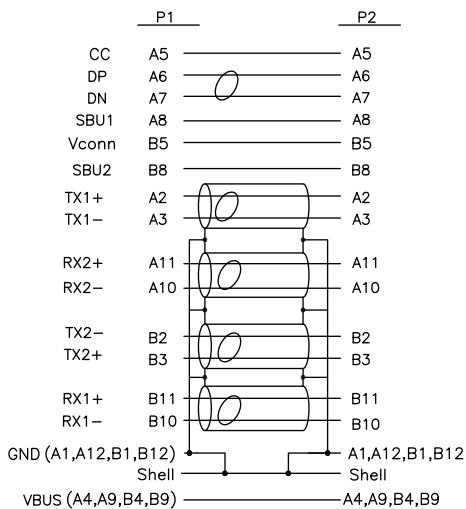 P1 P2
CC A5 A5
DP A6 A6
DN A7 A7
SBU1 A8 A8
Vconn B5 B5
SBU2 B8 B8
TX1+ A2 A2
TX1- A3 A3
RX2+ A11 A11
RX2- A10 A10
TX2- B2 B2
TX2+ B3 B3
RX1+ B11 B11
RX1- B10 B10
GND (A1,A12,B1,B12) A1,A12,B1,B12
Shell Shell
VBUS (A4,A9,B4,B9) A4,A9,B4,B9